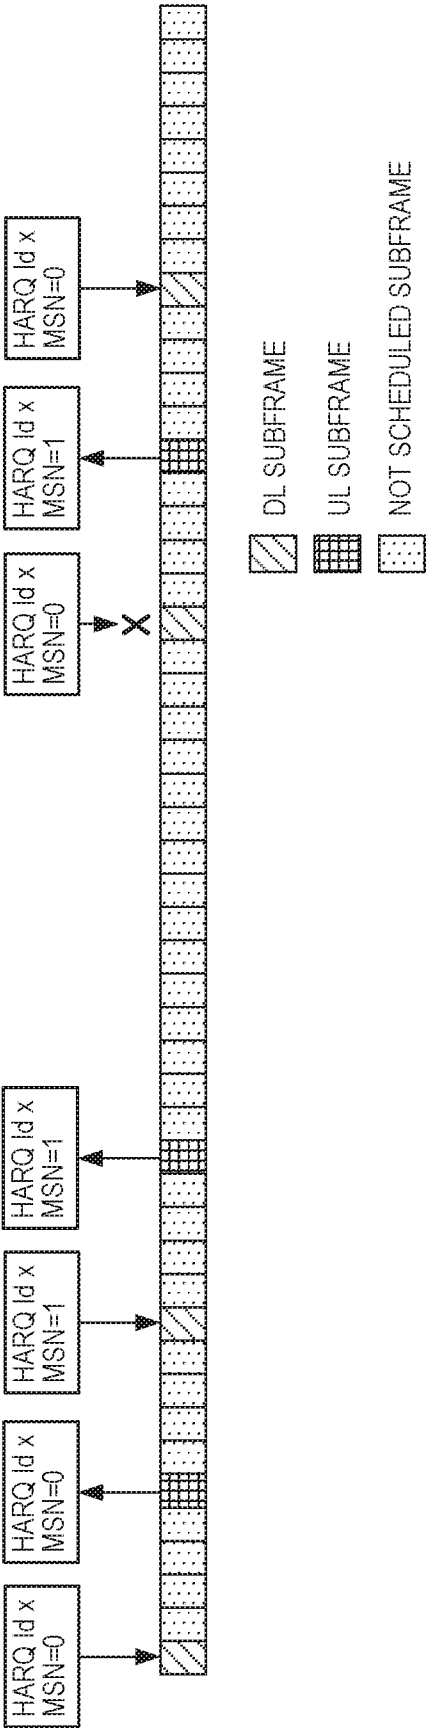 HARQ Id x
MSN=0
HARQ Id x
MSN=0
HARQ Id x
MSN=1
HARQ Id x
MSN=1
HARQ Id x
MSN=0
X
HARQ Id x
MSN=1
HARQ Id x
MSN=0
DL SUBFRAME
UL SUBFRAME
NOT SCHEDULED SUBFRAME